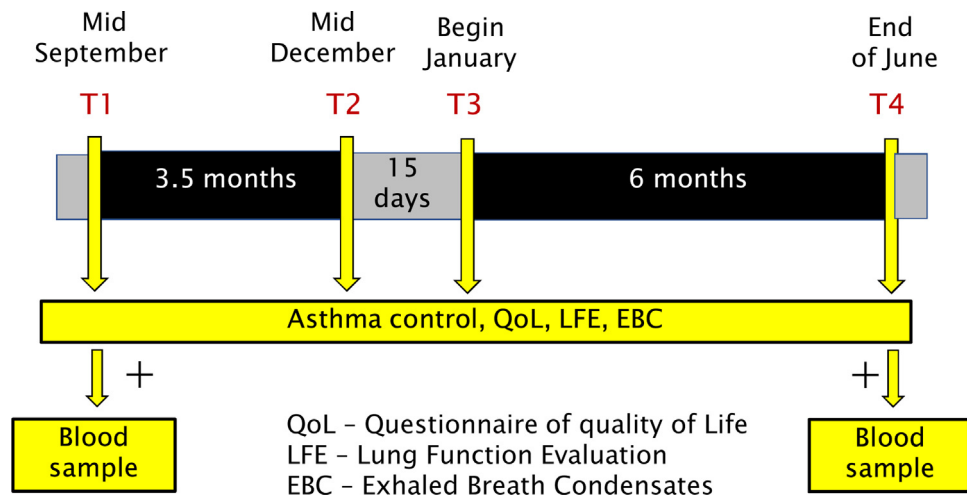 Mid
September
Mid
December
Begin
January
End
of June
T1
T2
T3
T4
3.5 months
15
days
6 months
Asthma control, QoL, LFE, EBC
+
+
Blood
sample
QoL – Questionnaire of quality of Life
LFE – Lung Function Evaluation
EBC – Exhaled Breath Condensates
Blood
sample